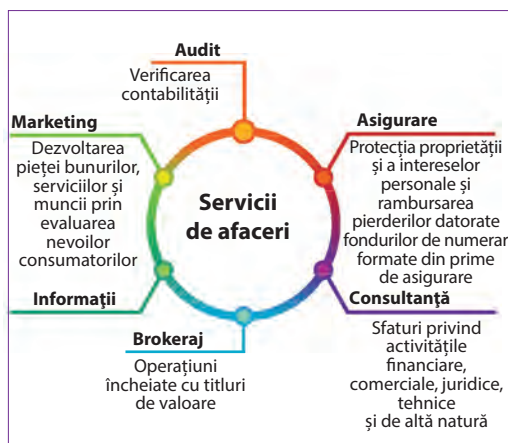 Audit
Verificarea
contabilității
Marketing
Dezvoltarea
pieței bunurilor,
serviciilor și
muncii prin
evaluarea
nevoilor
consumatorilor
Asigurare
Protecția proprietății
și a intereselor
personale și
rambursarea
pierderilor datorate
fondurilor de numerar
formate din prime
de asigurare
Servicii
de afaceri
Informații
Consultanță
Sfaturi privind
activitățile
financiare,
comerciale, juridice,
tehnice
și de altă natură
Brokeraj
Operațiuni
încheiate cu titluri
de valoare